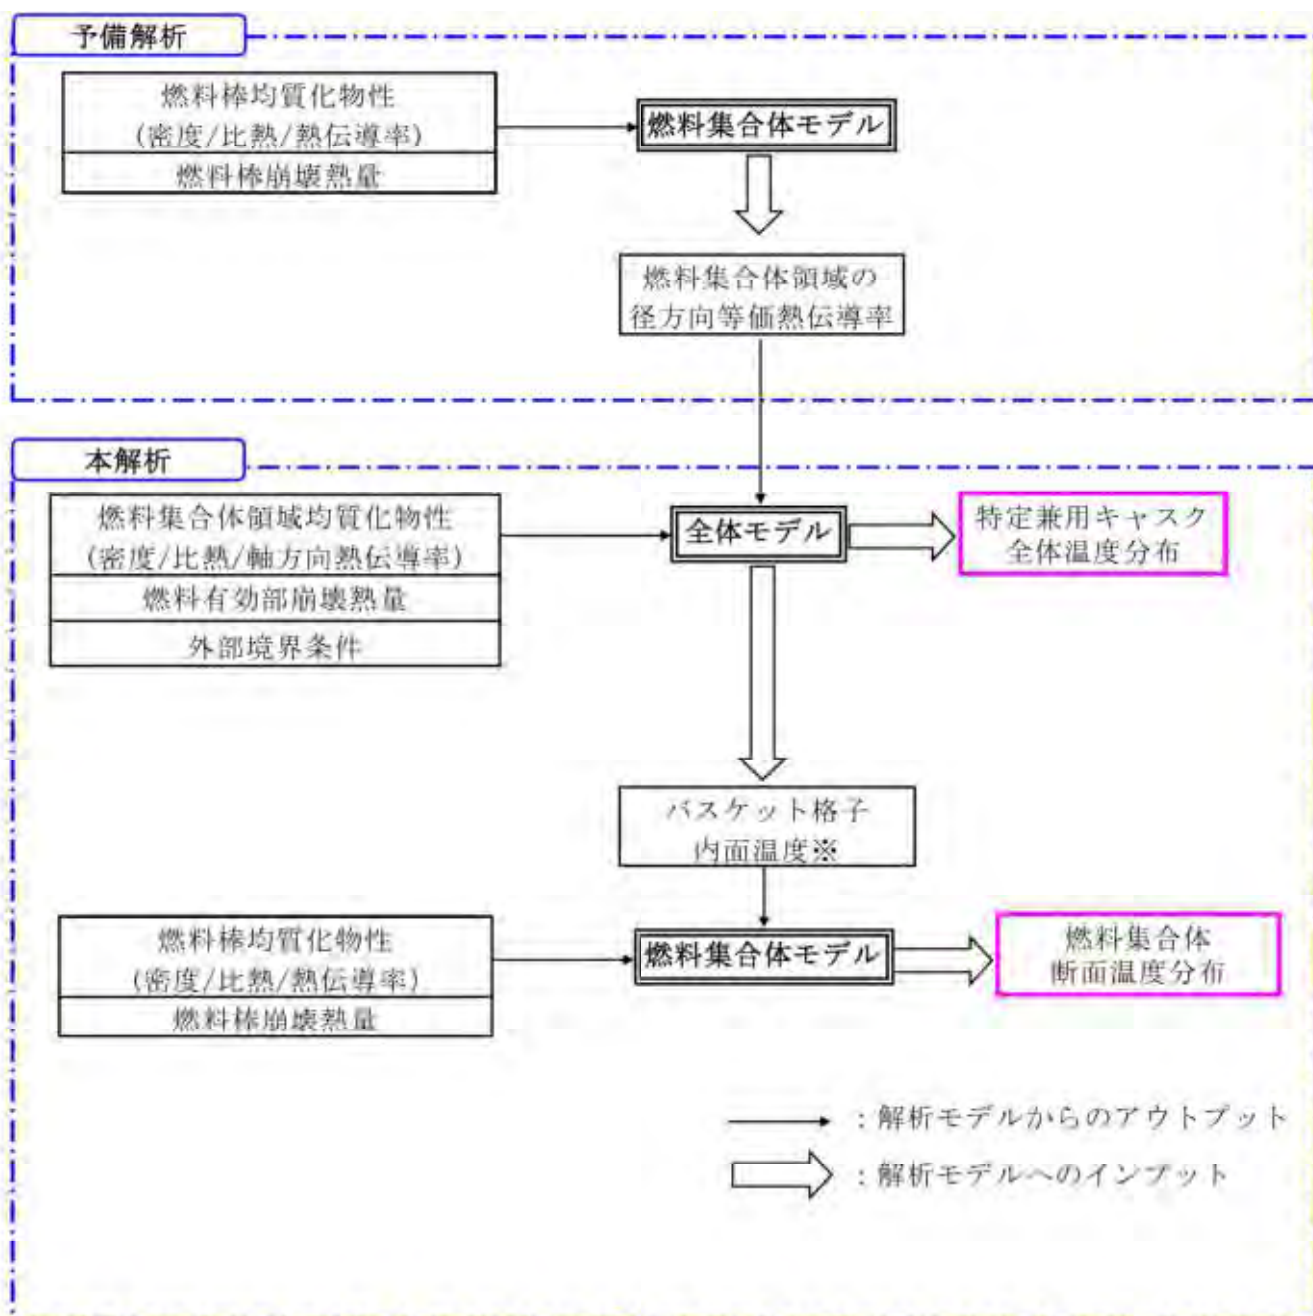 予備解析
燃料棒均質化物性
(密度/比熱/熱伝導率)
燃料棒崩壊熱量
燃料集合体モデル
燃料集合体領域の
径方向等価熱伝導率
本解析
燃料集合体領域均質化物性
(密度/比熱/軸方向熱伝導率)
燃料有効部崩壊熱量
外部境界条件
全体モデル
特定兼用キャスク
全体温度分布
バスケット格子
内面温度※
燃料棒均質化物性
(密度/比熱/熱伝導率)
燃料棒崩壊熱量
燃料集合体モデル
燃料集合体
断面温度分布
：解析モデルからのアウトプット
：解析モデルへのインプット